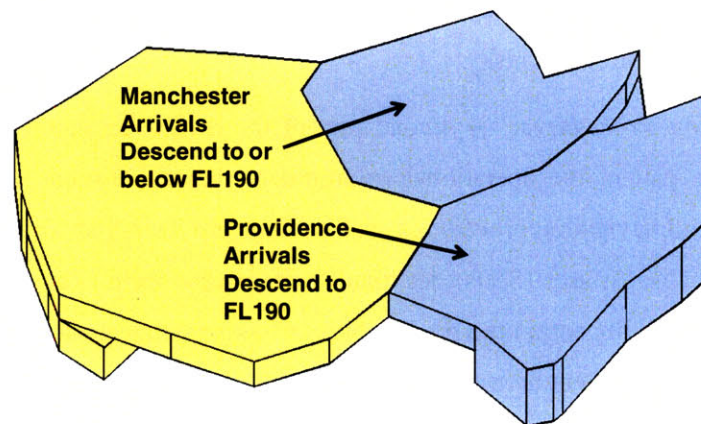 Manchester
Arrivals
Descend to or
below FL190
Providence
Arrivals
Descend to
FL190